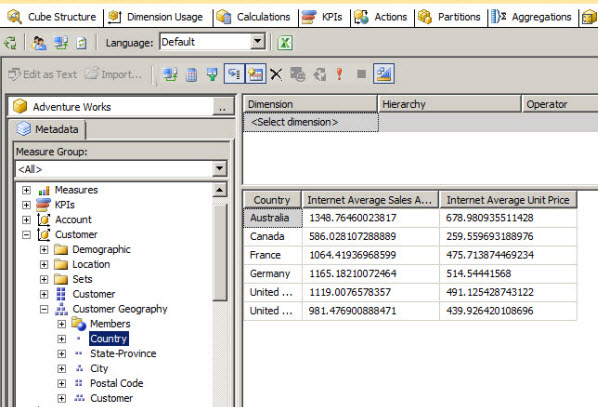 Cube Structure Dimension Usage Calculations KPIs Actions Partitions Aggregations
Language: Default
Edit as Text Import...
Adventure Works ..
Metadata
Measure Group:
<All>
Measures
KPIs
Account
Customer
Demographic
Location
Sets
Customer
Customer Geography
Members
Country
State-Province
City
Postal Code
Customer
Dimension Hierarchy Operator
<Select dimension>
Country Internet Average Sales A... Internet Average Unit Price
Australia 1348.76460023817 678.980935511428
Canada 586.028107288889 259.559693188976
France 1064.41936968599 475.713874469234
Germany 1165.18210072464 514.54441568
United ... 1119.0076578357 491.125428743122
United ... 981.476900888471 439.926420108696